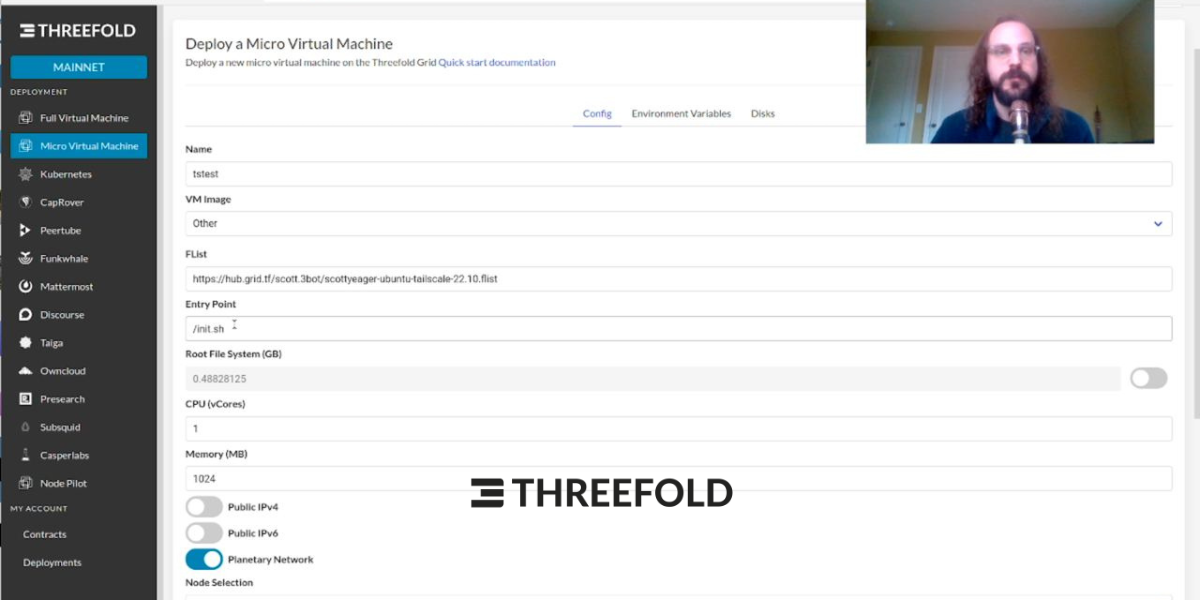 THREEFOLD
MAINNET
DEPLOYMENT
Full Virtual Machine
Micro Virtual Machine
Kubernetes
CapRover
Peertube
Funkwhale
Mattermost
Discourse
Taiga
Owncloud
Presearch
Subsquid
Casperlabs
Node Pilot
MY ACCOUNT
Contracts
Deployments
Deploy a Micro Virtual Machine
Deploy a new micro virtual machine on the Threefold Grid Quick start documentation
Config Environment Variables Disks
Name
tstest
VM Image
Other
FList
https://hub.grid.tf/scott.3bot/scottyeager-ubuntu-tailscale-22.10.flist
Entry Point
/init.sh
Root File System (GB)
0.48828125
CPU (vCores)
1
Memory (MB)
1024
THREEFOLD
Public IPv4
Public IPv6
Planetary Network
Node Selection